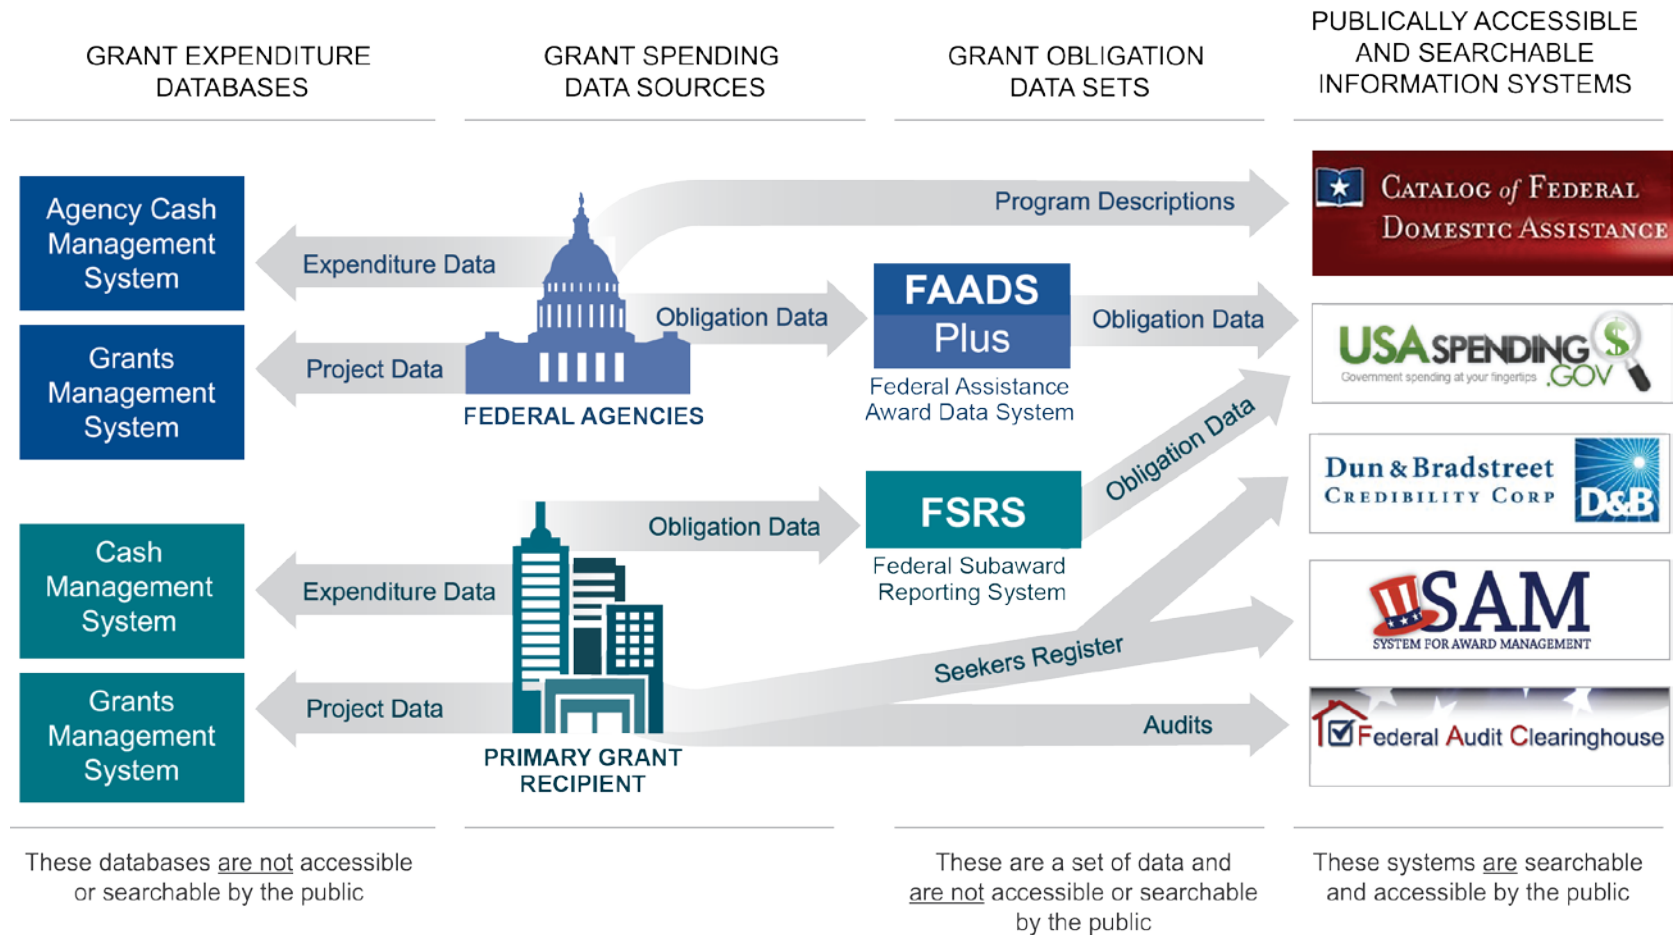 GRANT EXPENDITURE
DATABASES
GRANT SPENDING
DATA SOURCES
GRANT OBLIGATION
DATA SETS
PUBLICALLY ACCESSIBLE
AND SEARCHABLE
INFORMATION SYSTEMS
Agency Cash
Management
System
Grants
Management
System
Cash
Management
System
Grants
Management
System
Expenditure Data
Project Data
FEDERAL AGENCIES
Program Descriptions
Obligation Data
FAADS
Plus
Federal Assistance
Award Data System
Obligation Data
Expenditure Data
Project Data
PRIMARY GRANT
RECIPIENT
Obligation Data
FSRS
Federal Subaward
Reporting System
Obligation Data
Seekers Register
Audits
CATALOG of FEDERAL
DOMESTIC ASSISTANCE
USASPENDING
.GOV
Government spending at your fingertips
$
Dun & Bradstreet
CREDIBILITY CORP
D&B
SAM
SYSTEM FOR AWARD MANAGEMENT
Federal Audit Clearinghouse
These databases are not accessible
or searchable by the public
These are a set of data and
are not accessible or searchable
by the public
These systems are searchable
and accessible by the public